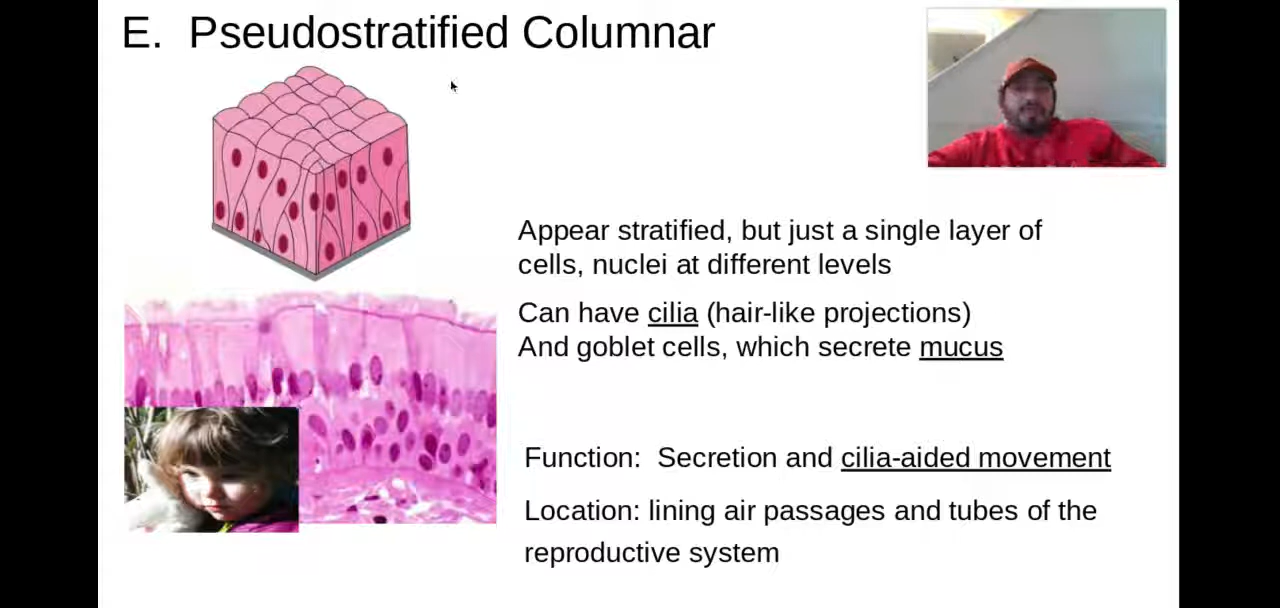 E. Pseudostratified Columnar
Appear stratified, but just a single layer of
cells, nuclei at different levels
Can have cilia (hair-like projections)
And goblet cells, which secrete mucus
Function: Secretion and cilia-aided movement
Location: lining air passages and tubes of the
reproductive system